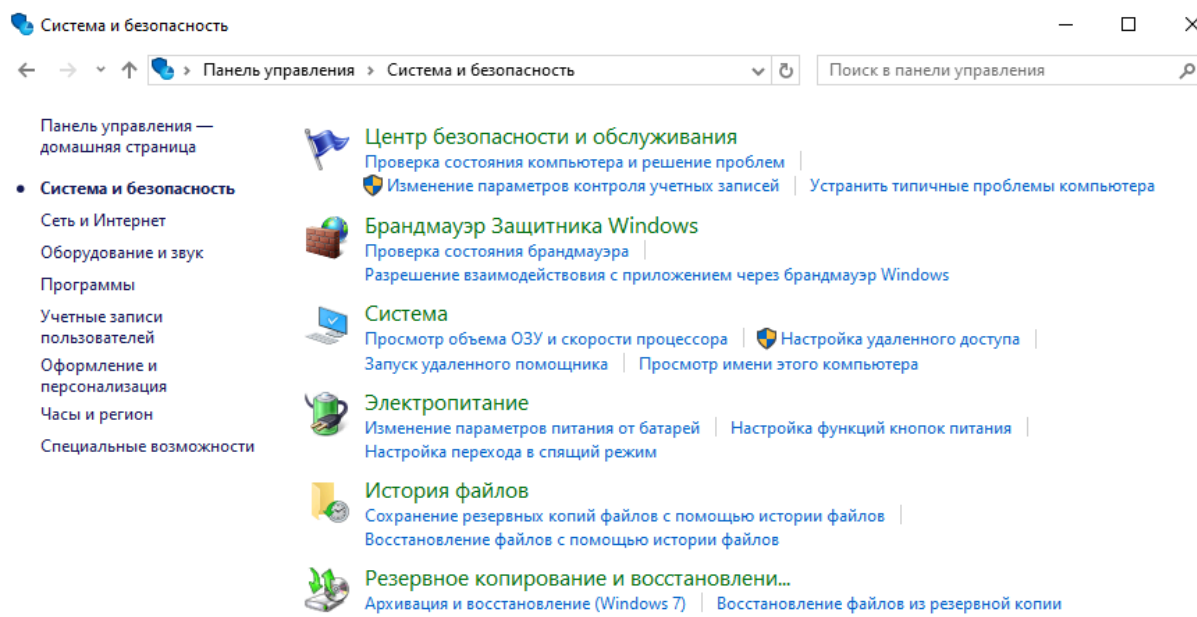 Система и безопасность
Панель управления › Система и безопасность
Поиск в панели управления
Панель управления —
домашняя страница
Система и безопасность
Сеть и Интернет
Оборудование и звук
Программы
Учетные записи
пользователей
Оформление и
персонализация
Часы и регион
Специальные возможности
Центр безопасности и обслуживания
Проверка состояния компьютера и решение проблем
Изменение параметров контроля учетных записей
Устранить типичные проблемы компьютера
Брандмауэр Защитника Windows
Проверка состояния брандмауэра
Разрешение взаимодействовия с приложением через брандмауэр Windows
Система
Просмотр объема ОЗУ и скорости процессора
Настройка удаленного доступа
Запуск удаленного помощника
Просмотр имени этого компьютера
Электропитание
Изменение параметров питания от батарей
Настройка функций кнопок питания
Настройка перехода в спящий режим
История файлов
Сохранение резервных копий файлов с помощью истории файлов
Восстановление файлов с помощью истории файлов
Резервное копирование и восстановлени...
Архивация и восстановление (Windows 7)
Восстановление файлов из резервной копии